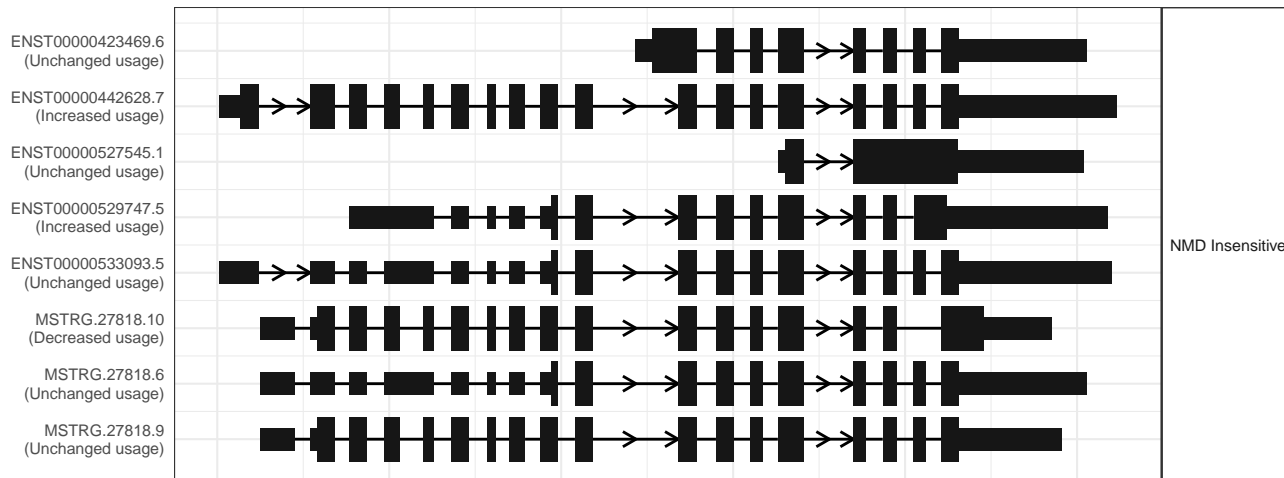 ENST00000423469.6
(Unchanged usage)
ENST00000442628.7
(Increased usage)
ENST00000527545.1
(Unchanged usage)
ENST00000529747.5
(Increased usage)
ENST00000533093.5
(Unchanged usage)
MSTRG.27818.10
(Decreased usage)
MSTRG.27818.6
(Unchanged usage)
MSTRG.27818.9
(Unchanged usage)
NMD Insensitive